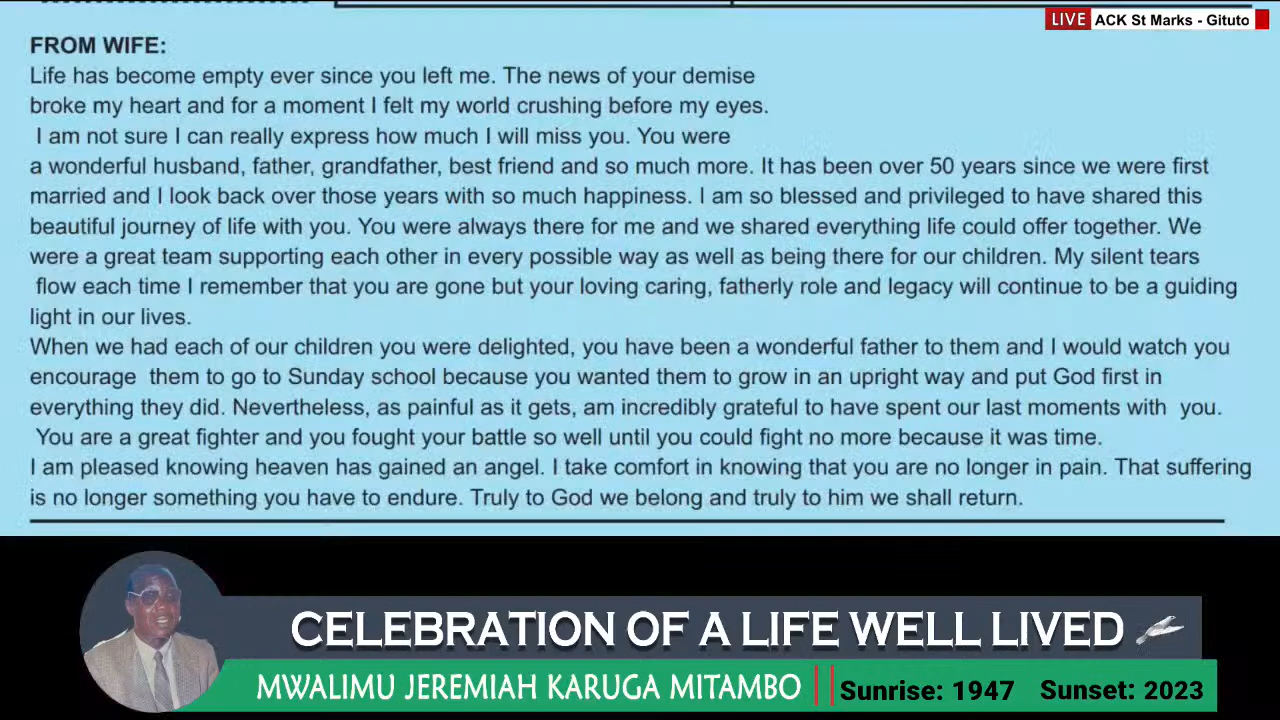 LIVE ACK St Marks - Gituto
FROM WIFE:
Life has become empty ever since you left me. The news of your demise
broke my heart and for a moment I felt my world crushing before my eyes.
I am not sure I can really express how much I will miss you. You were
a wonderful husband, father, grandfather, best friend and so much more. It has been over 50 years since we were first
married and I look back over those years with so much happiness. I am so blessed and privileged to have shared this
beautiful journey of life with you. You were always there for me and we shared everything life could offer together. We
were a great team supporting each other in every possible way as well as being there for our children. My silent tears
flow each time I remember that you are gone but your loving caring, fatherly role and legacy will continue to be a guiding
light in our lives.
When we had each of our children you were delighted, you have been a wonderful father to them and I would watch you
encourage them to go to Sunday school because you wanted them to grow in an upright way and put God first in
everything they did. Nevertheless, as painful as it gets, am incredibly grateful to have spent our last moments with you.
You are a great fighter and you fought your battle so well until you could fight no more because it was time.
I am pleased knowing heaven has gained an angel. I take comfort in knowing that you are no longer in pain. That suffering
is no longer something you have to endure. Truly to God we belong and truly to him we shall return.
CELEBRATION OF A LIFE WELL LIVED
MWALIMU JEREMIAH KARUGA MITAMBO || Sunrise: 1947 Sunset: 2023